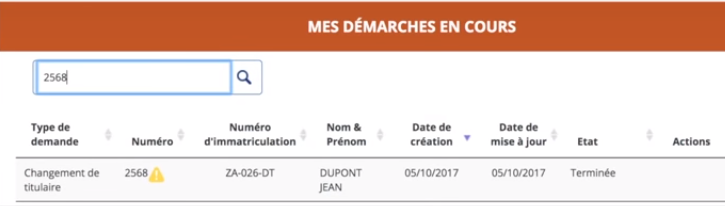 MES DÉMARCHES EN COURS
2568
Type de demande Numéro Numéro d'immatriculation Nom & Prénom Date de création Date de mise à jour Etat Actions
Changement de titulaire 2568 ZA-026-DT DUPONT JEAN 05/10/2017 05/10/2017 Terminée